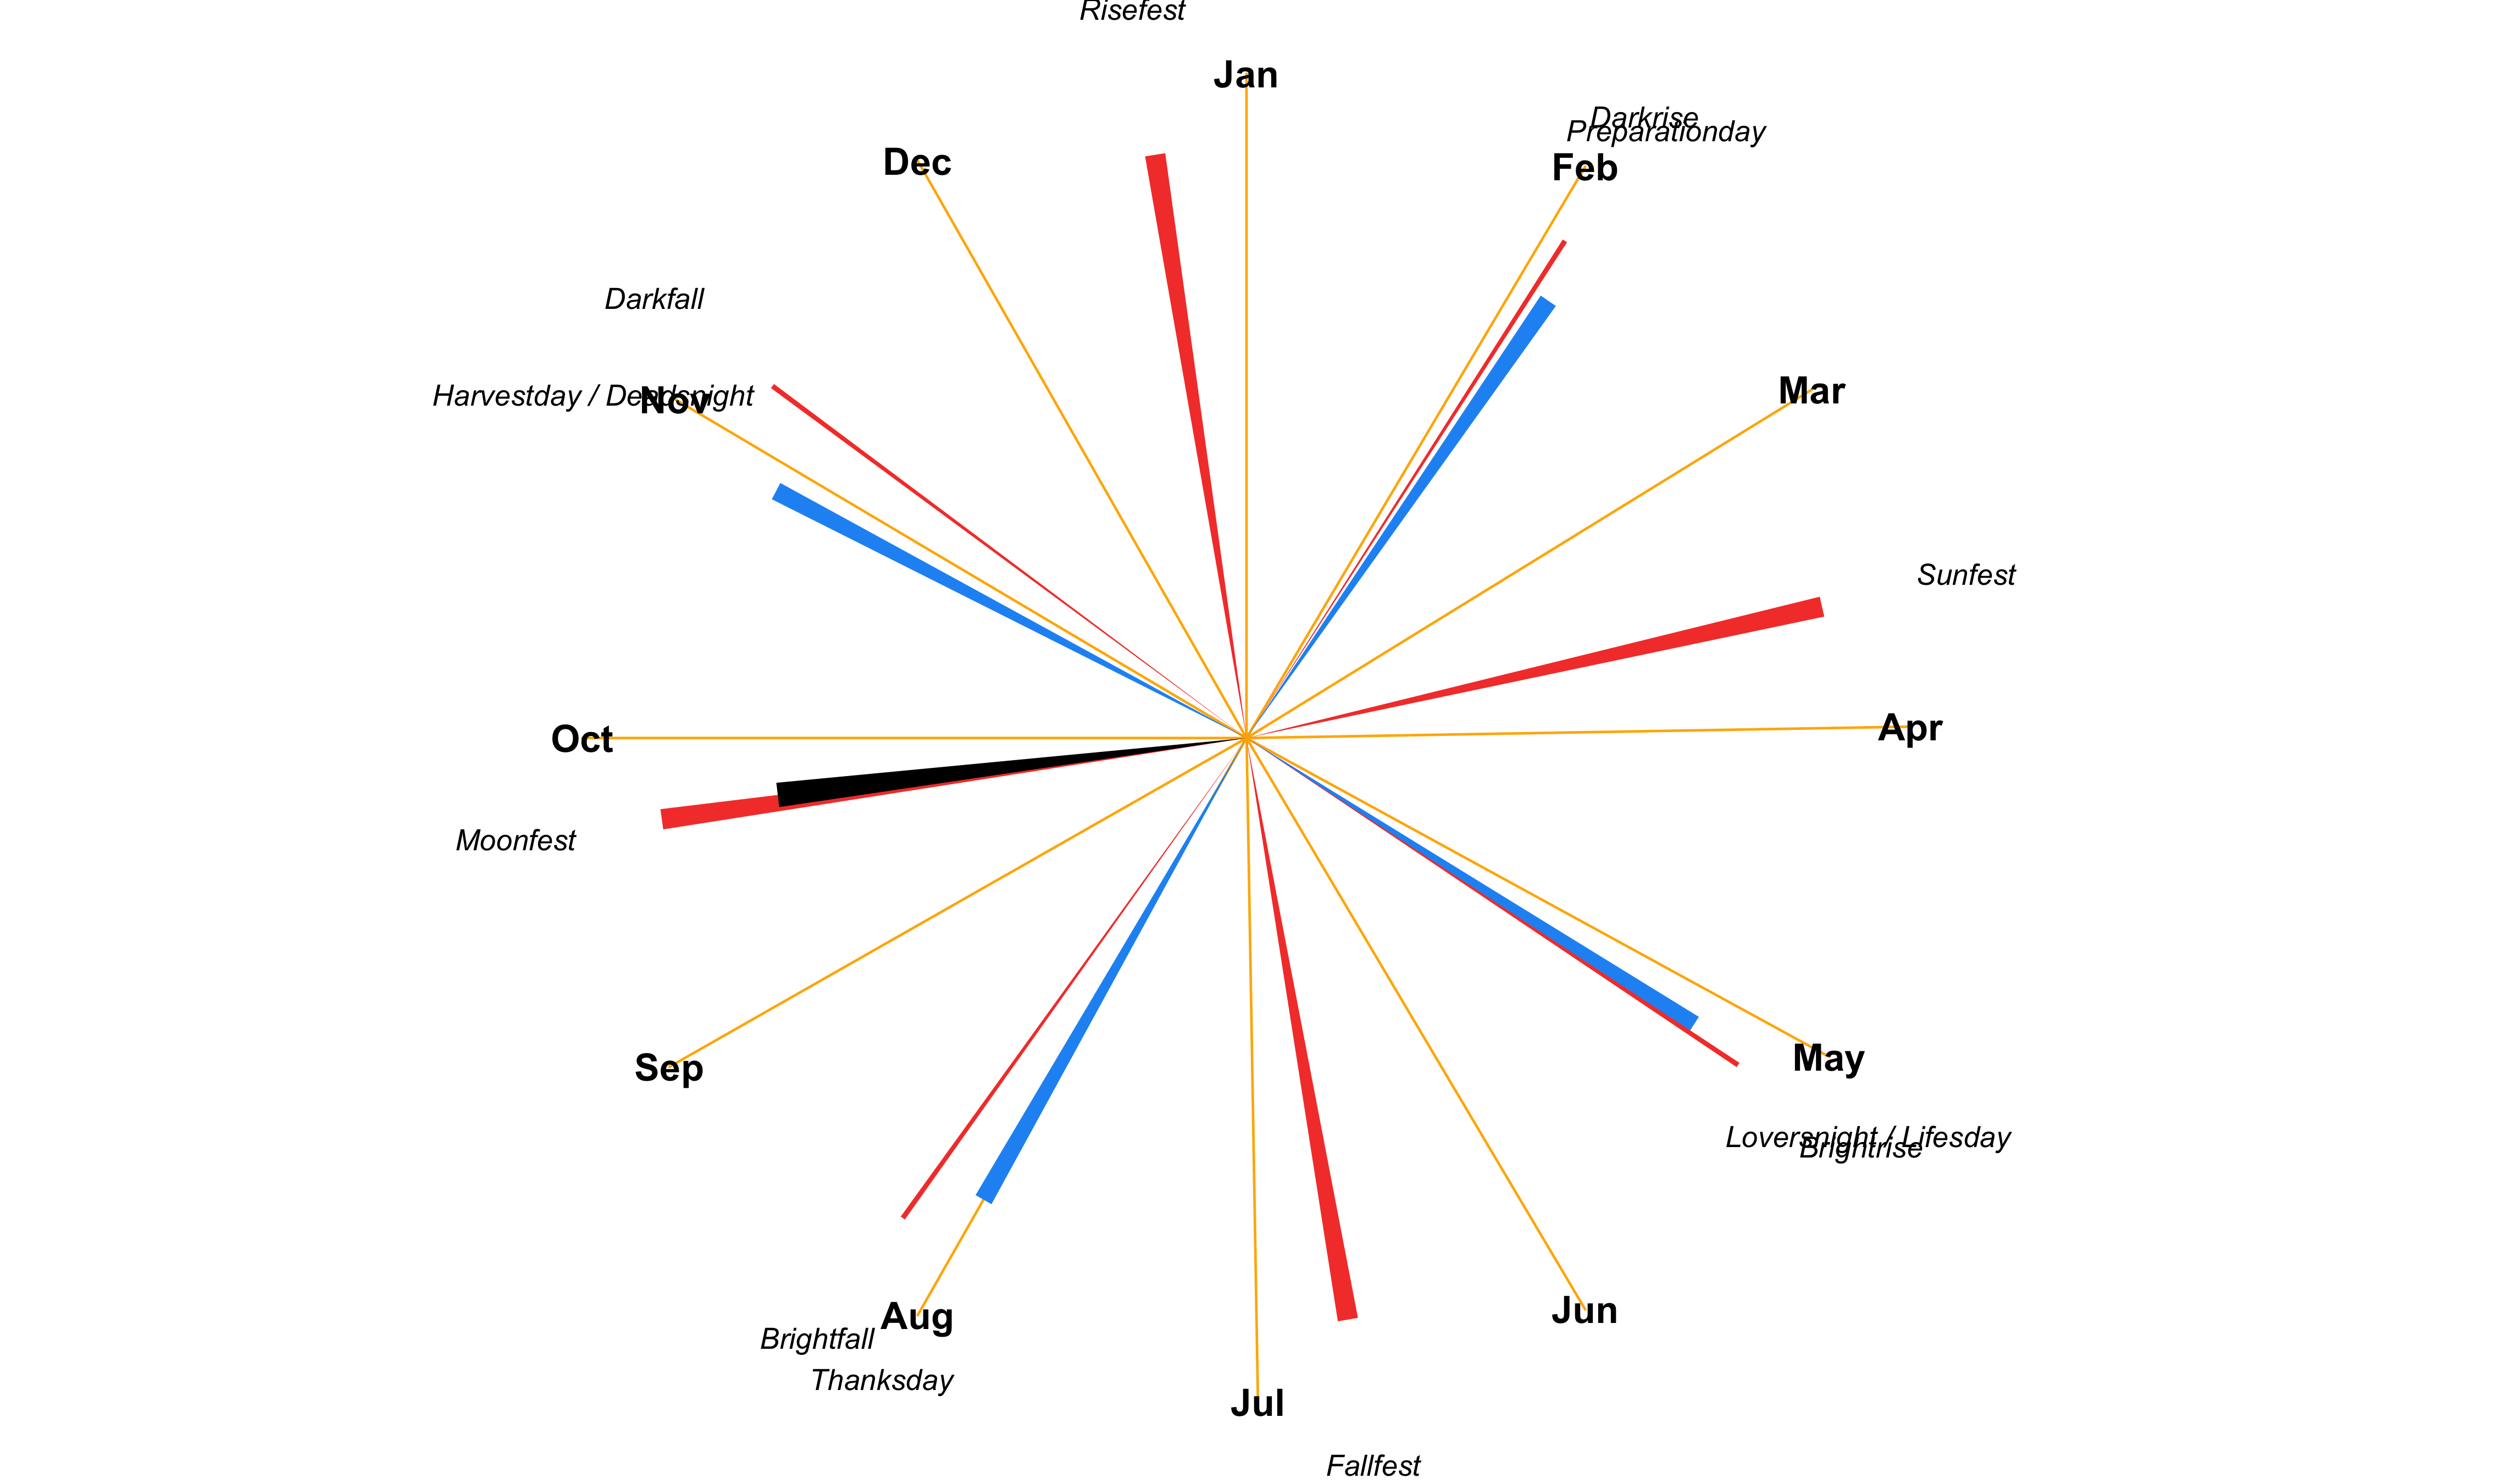 Risefest
Jan
Darkrise
Preparationday
Dec
Feb
Darkfall
Mar
Harvestday / Deadsnight
Nov
Sunfest
Apr
Oct
Moonfest
May
Loversnight / Lifesday
Brightrise
Sep
Jun
Aug
Brightfall
Thanksday
Jul
Fallfest